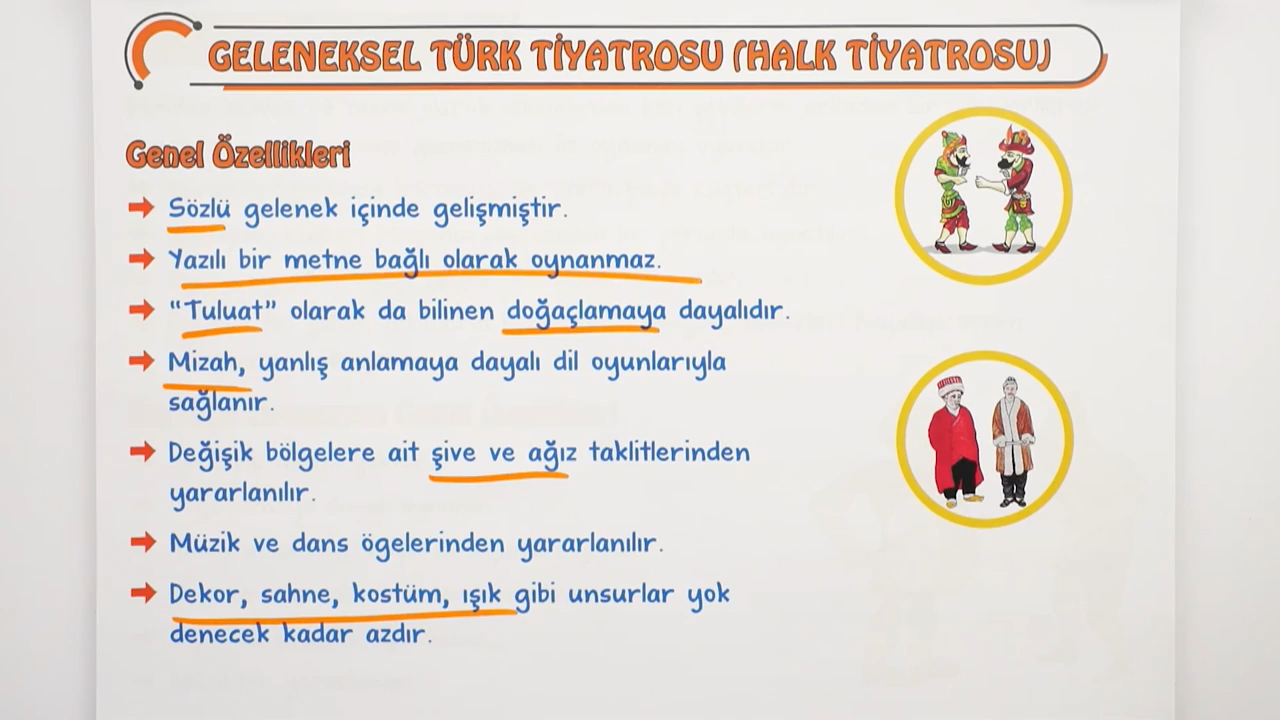 GELENEKSEL TÜRK TİYATROSU (HALK TİYATROSU)
Genel Özellikleri
➡ Sözlü gelenek içinde gelişmiştir.
➡ Yazılı bir metne bağlı olarak oynanmaz.
➡ “Tuluat” olarak da bilinen doğaçlamaya dayalıdır.
➡ Mizah, yanlış anlamaya dayalı dil oyunlarıyla
sağlanır.
➡ Değişik bölgelere ait şive ve ağız taklitlerinden
yararlanılır.
➡ Müzik ve dans ögelerinden yararlanılır.
➡ Dekor, sahne, kostüm, ışık gibi unsurlar yok
denecek kadar azdır.